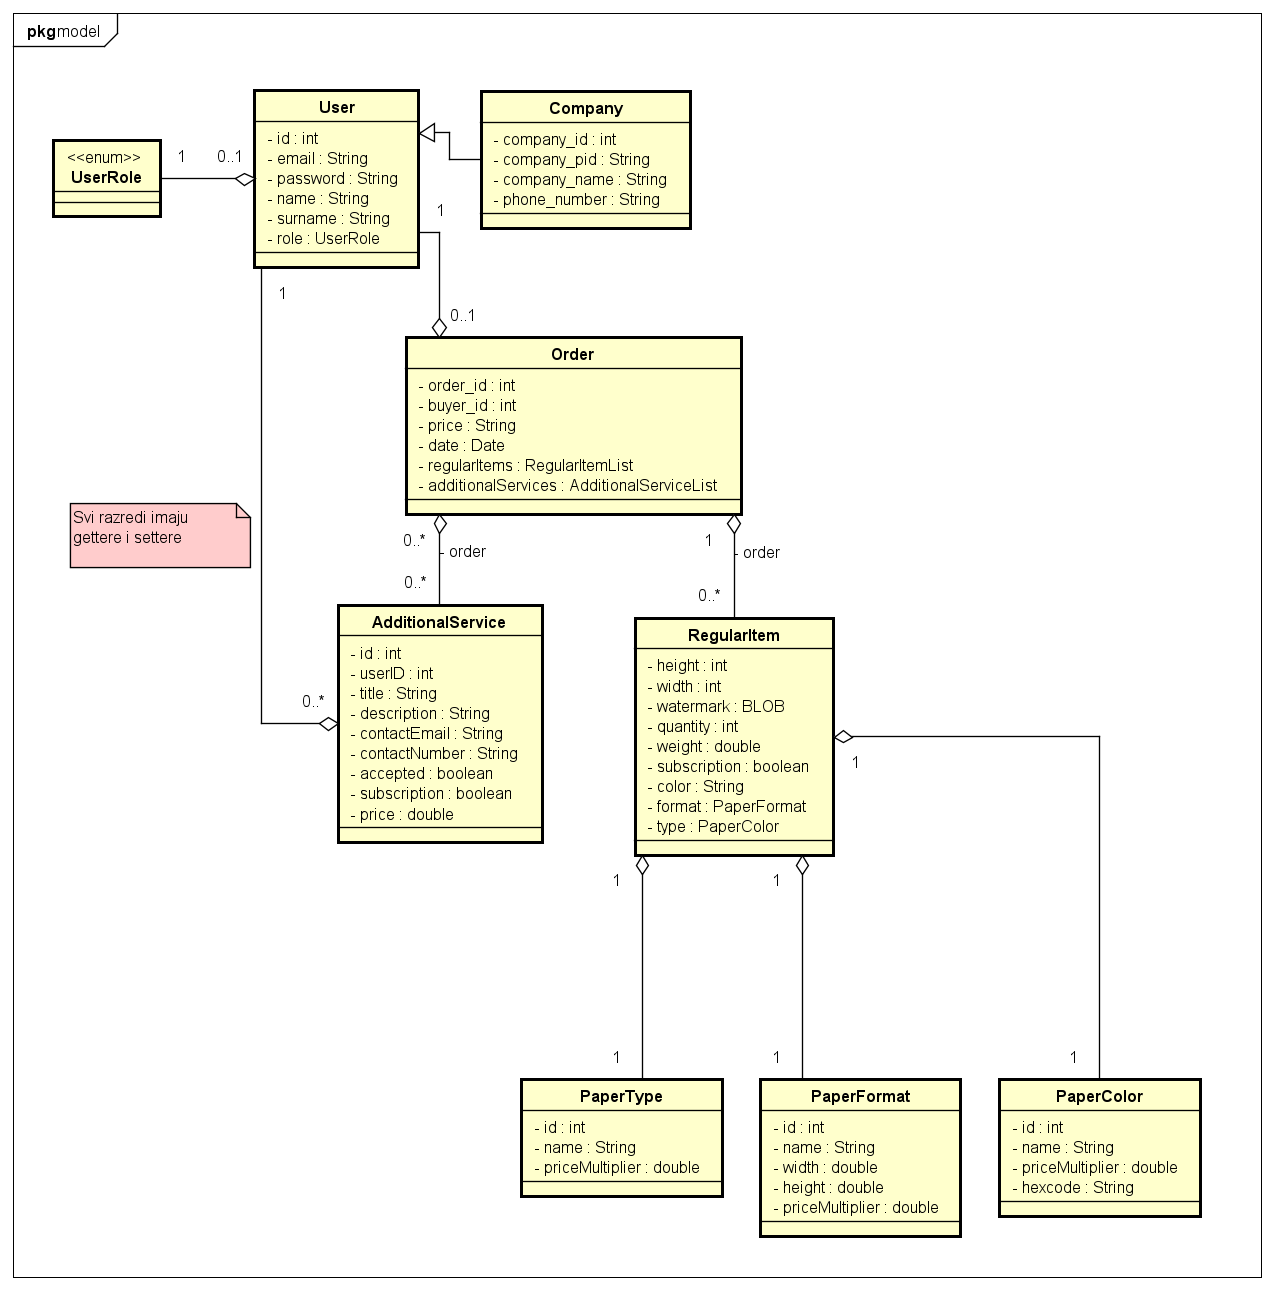 pkg model
User
- id : int
- email : String
- password : String
- name : String
- surname : String
- role : UserRole
Company
- company_id : int
- company_pid : String
- company_name : String
- phone_number : String
<<enum>>
UserRole
1
0..1
1
1
0..1
Order
- order_id : int
- buyer_id : int
- price : String
- date : Date
- regularItems : RegularItemList
- additionalServices : AdditionalServiceList
Svi razredi imaju
gettere i settere
0..*
- order
0..*
1
- order
0..*
AdditionalService
- id : int
- userID : int
- title : String
- description : String
- contactEmail : String
- contactNumber : String
- accepted : boolean
- subscription : boolean
- price : double
0..*
RegularItem
- height : int
- width : int
- watermark : BLOB
- quantity : int
- weight : double
- subscription : boolean
- color : String
- format : PaperFormat
- type : PaperColor
1
1
1
1
1
1
PaperType
- id : int
- name : String
- priceMultiplier : double
PaperFormat
- id : int
- name : String
- width : double
- height : double
- priceMultiplier : double
PaperColor
- id : int
- name : String
- priceMultiplier : double
- hexcode : String